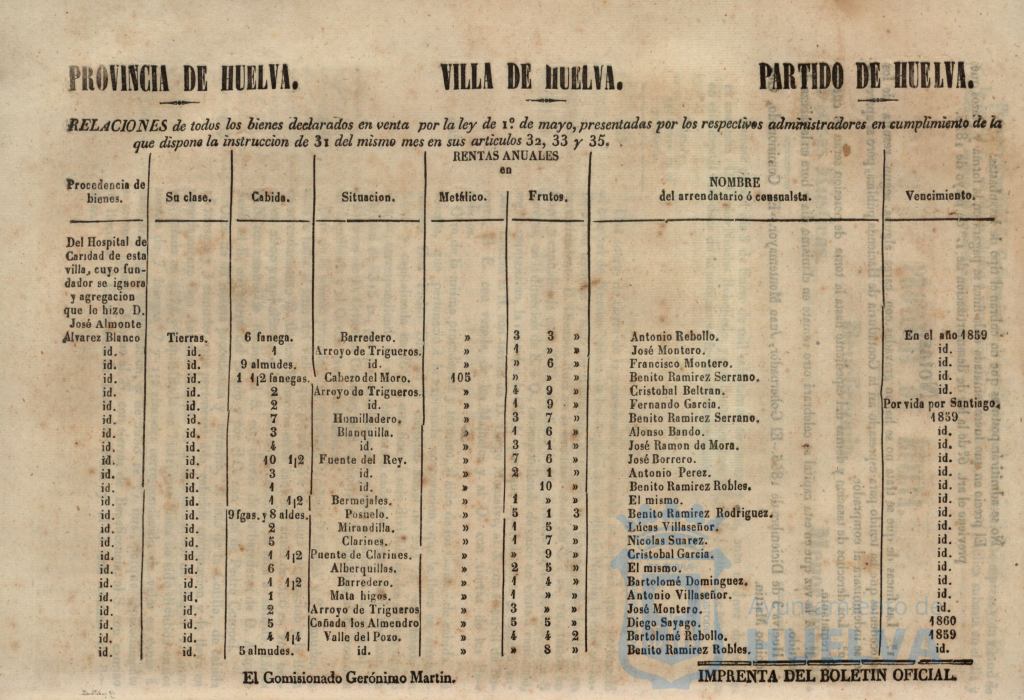 PROVINCIA DE HUELVA. VILLA DE HUELVA. PARTIDO DE HUELVA.
RELACIONES de todos los bienes declarados en venta por la ley de 1º. de mayo, presentadas por los respectivos administradores en cumplimiento de la
que dispone la instruccion de 31 del mismo mes en sus articulos 32, 33 y 35.
RENTAS ANUALES
en
Procedencia de bienes. Su clase. Cabida. Situacion. Metálico. Frutos. NOMBRE del arrendatario ó censualsta. Vencimiento.
Del Hospital de
Caridad de esta
villa, cuyo fun-
dador se ignora
y agregacion
que le hizo D.
José Almonte
Alvarez Blanco Tierras. 6 fanega. Barredero. » 3 3 » Antonio Rebollo. En el año 1859
id. id. 1 Arroyo de Trigueros. » 1 » » José Montero. id.
id. id. 9 almudes. id. » » 6 » Francisco Montero. id.
id. id. 1 1|2 fanegas. Cabezo del Moro. 105 » » » Benito Ramirez Serrano. id.
id. id. 2 Arroyo de Trigueros. » 4 9 » Cristobal Beltran. id.
id. id. 2 id. » 1 9 » Fernando Garcia. Por vida por Santiago.
id. id. 7 Homilladero. » 3 7 » Benito Ramirez Serrano. 1859
id. id. 3 Blanquilla. » 1 6 » Alonso Bando. id.
id. id. 4 id. » 3 1 » José Ramon de Mora. id.
id. id. 10 1|2 Fuente del Rey. » 7 6 » José Borrero. id.
id. id. 3 id. » 2 1 » Antonio Perez. id.
id. id. 1 id. » 10 » Benito Ramirez Robles. id.
id. id. 1 1|2 Bermejales. » 1 » » El mismo. id.
id. id. 9 fgas. y 8 aldes. Posuelo. » 5 1 3 Benito Ramirez Rodriguez. id.
id. id. 2 Mirandilla. » 1 5 » Lúcas Villaseñor. id.
id. id. 5 Clarines. » 1 7 » Nicolas Suarez. id.
id. id. 1 1|2 Puente de Clarines. » » 9 » Cristobal Garcia. id.
id. id. 6 Alberquillas. » 2 5 » El mismo. id.
id. id. 1 1|2 Barredero. » 1 4 » Bartolomé Dominguez. id.
id. id. 1 Mata higos. » 1 » » Antonio Villaseñor. id.
id. id. 2 Arroyo de Trigueros » 3 » » José Montero. id.
id. id. 5 Cañada los Almendro » 5 5 » Diego Sayago. 1860
id. id. 4 1|4 Valle del Pozo. » 4 4 2 Bartolomé Rebollo. 1859
id. id. 5 almudes. id. » » 8 » Benito Ramirez Robles. id.
El Comisionado Gerónimo Martin. IMPRENTA DEL BOLETIN OFICIAL.
Ayuntamiento de
HUELVA